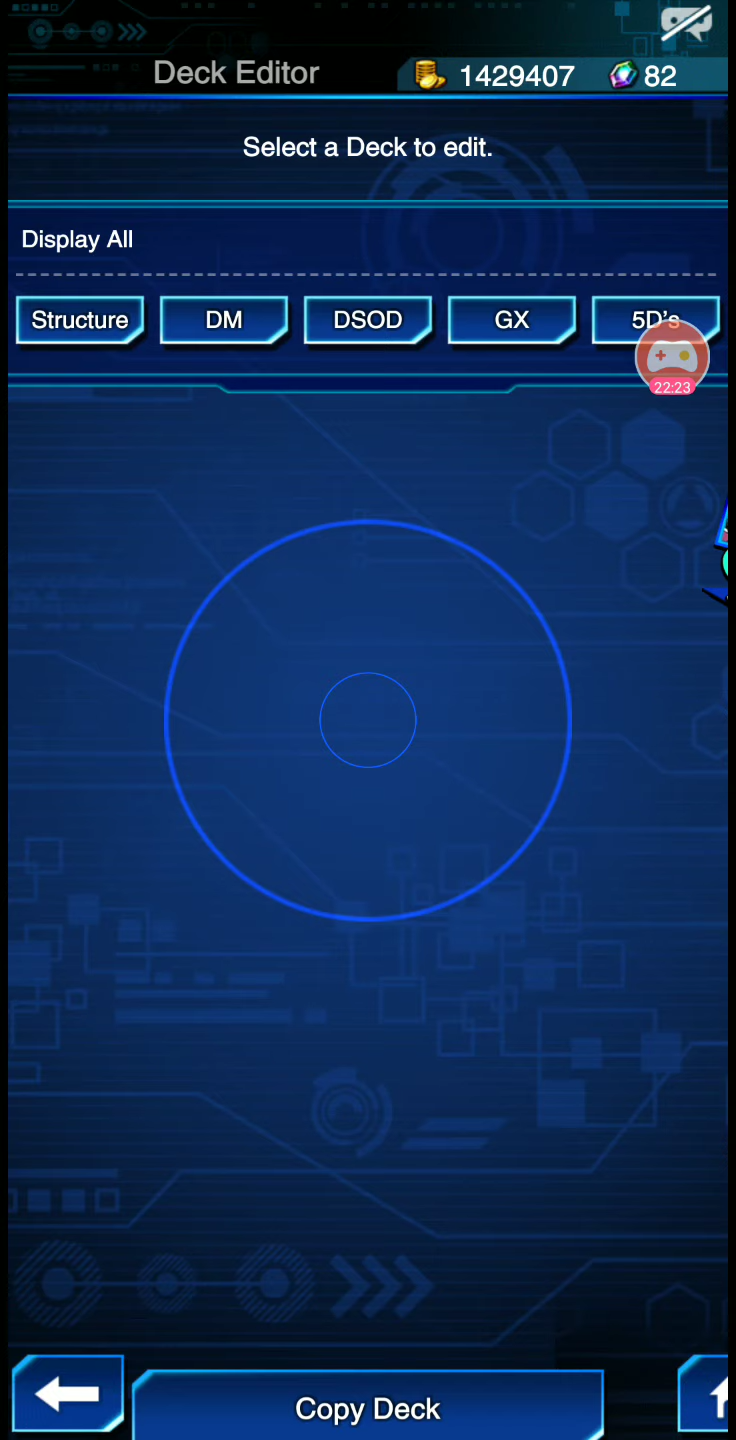 Deck Editor
1429407
82
Select a Deck to edit.
Display All
Structure
DM
DSOD
GX
5D's
22:23
Copy Deck